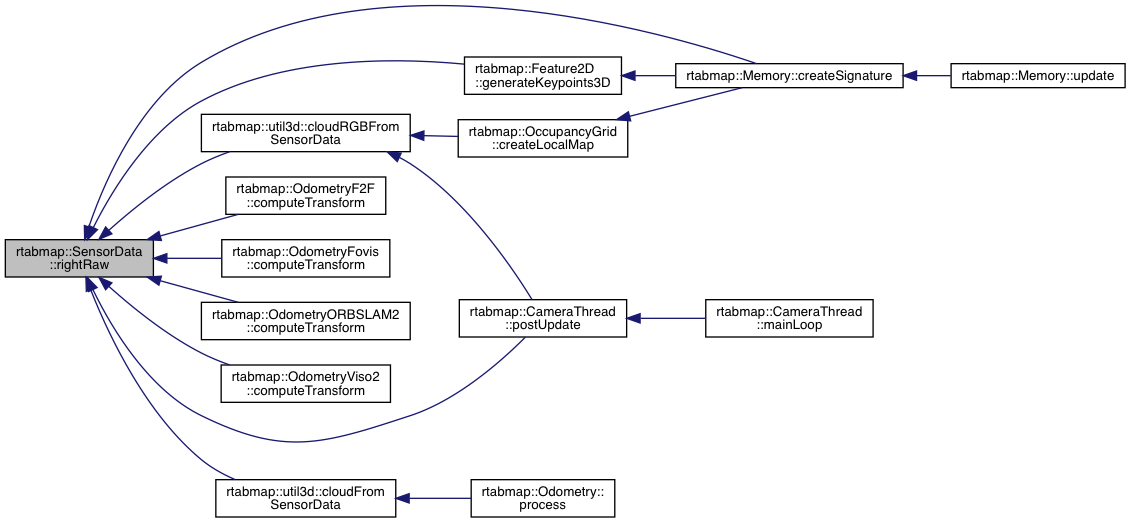 rtabmap::SensorData
::rightRaw
rtabmap::Feature2D
::generateKeypoints3D
rtabmap::Memory::createSignature
rtabmap::Memory::update
rtabmap::util3d::cloudRGBFrom
SensorData
rtabmap::OccupancyGrid
::createLocalMap
rtabmap::OdometryF2F
::computeTransform
rtabmap::OdometryFovis
::computeTransform
rtabmap::OdometryORBSLAM2
::computeTransform
rtabmap::CameraThread
::postUpdate
rtabmap::CameraThread
::mainLoop
rtabmap::OdometryViso2
::computeTransform
rtabmap::util3d::cloudFrom
SensorData
rtabmap::Odometry::
process